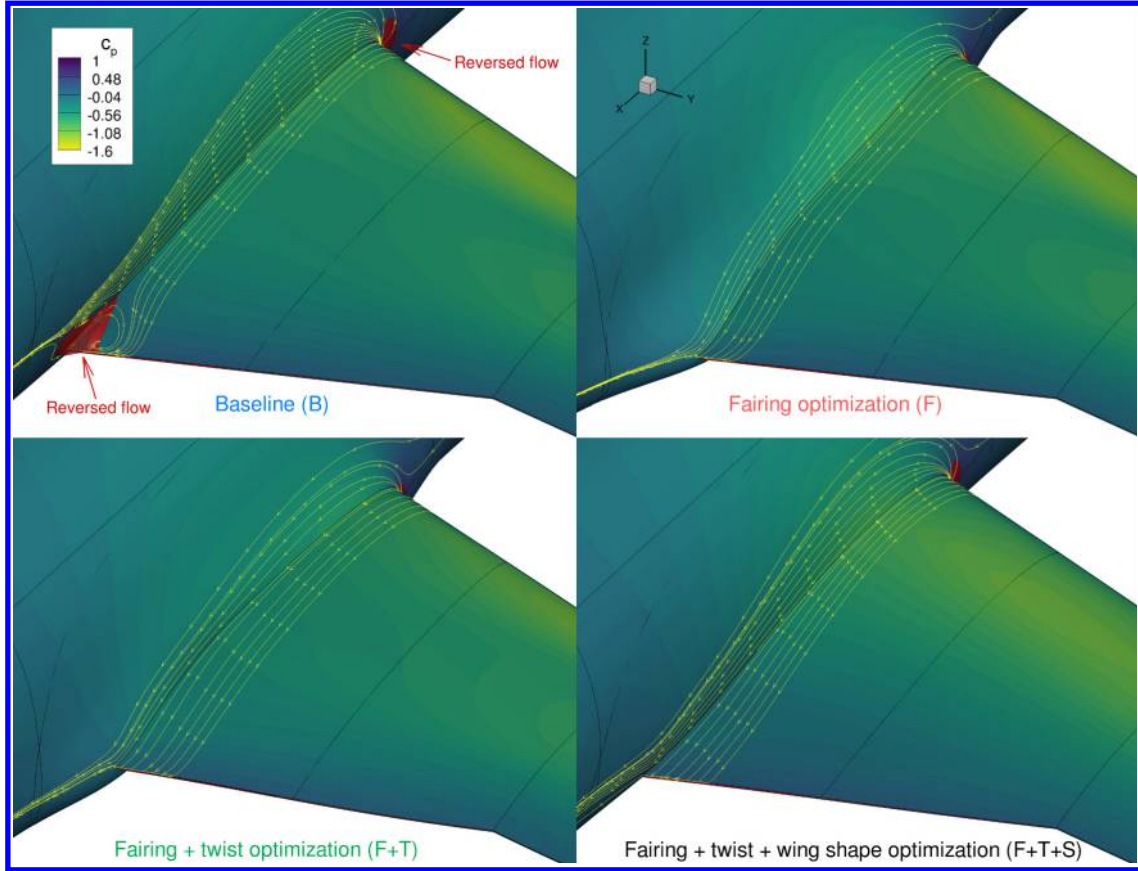 Cp
1
0.48
-0.04
-0.56
-1.08
-1.6
Reversed flow
Reversed flow
Baseline (B)
Z
X
Y
Fairing optimization (F)
Fairing + twist optimization (F+T)
Fairing + twist + wing shape optimization (F+T+S)